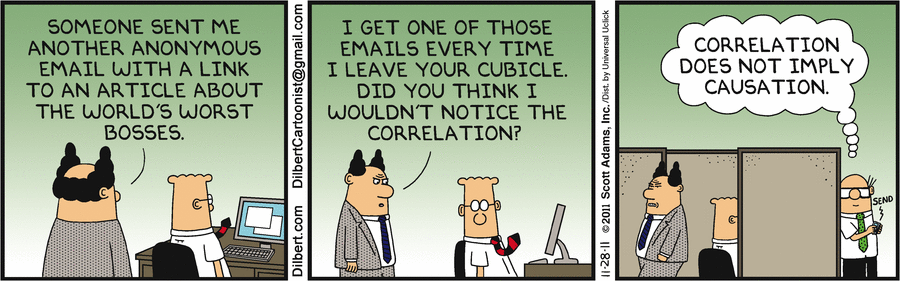 SOMEONE SENT ME
ANOTHER ANONYMOUS
EMAIL WITH A LINK
TO AN ARTICLE ABOUT
THE WORLD'S WORST
BOSSES.
Dilbert.com DilbertCartoonist@gmail.com
I GET ONE OF THOSE
EMAILS EVERY TIME
I LEAVE YOUR CUBICLE.
DID YOU THINK I
WOULDN'T NOTICE THE
CORRELATION?
11-28-11 ©2011 Scott Adams, Inc. /Dist. by Universal Uclick
CORRELATION
DOES NOT IMPLY
CAUSATION.
SEND